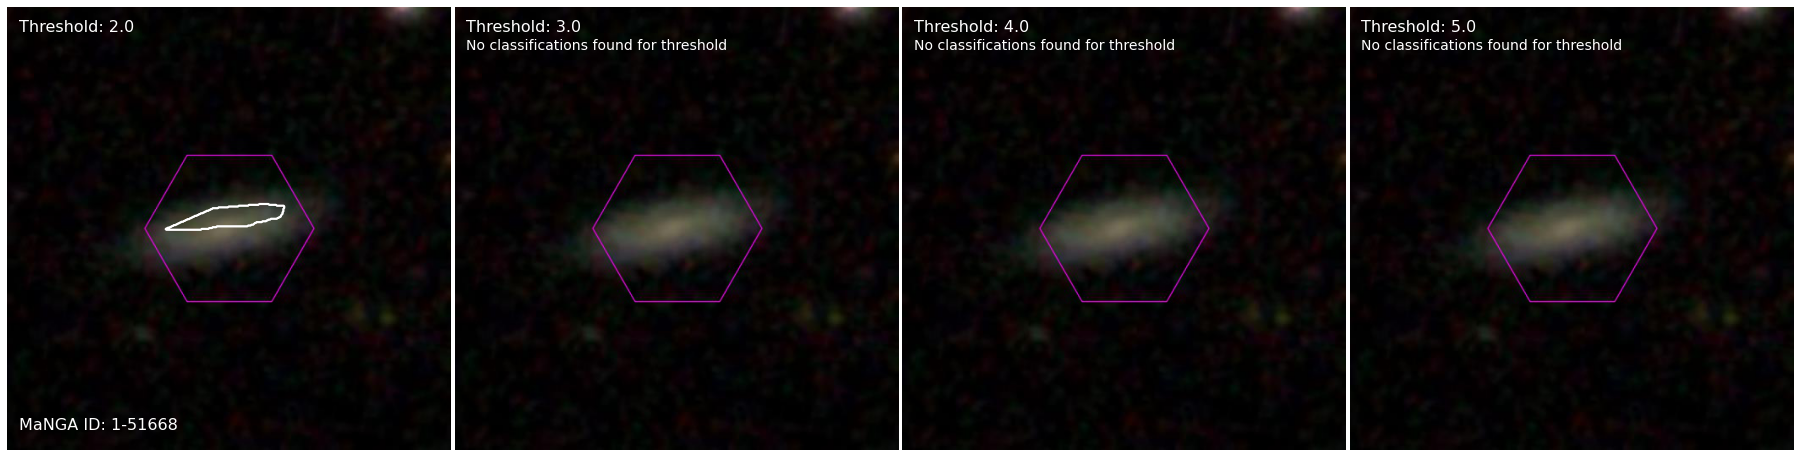 Threshold: 2.0
MaNGA ID: 1-51668
Threshold: 3.0
No classifications found for threshold
Threshold: 4.0
No classifications found for threshold
Threshold: 5.0
No classifications found for threshold